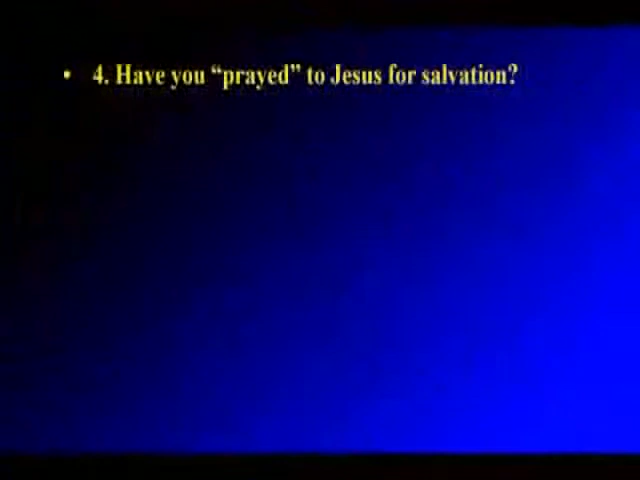 • 4. Have you “prayed” to Jesus for salvation?